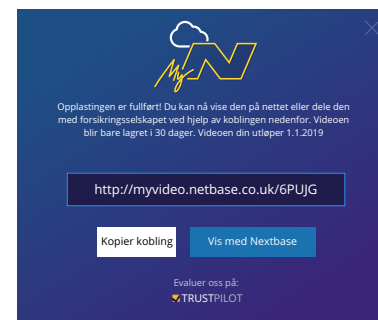 My N
Opplastingen er fullført! Du kan nå vise den på nettet eller dele den
med forsikringsselskapet ved hjelp av koblingen nedenfor. Videoen
blir bare lagret i 30 dager. Videoen din utløper 1.1.2019
http://myvideo.netbase.co.uk/6PUJG
Kopier kobling
Vis med Nextbase
Evaluer oss på:
TRUSTPILOT